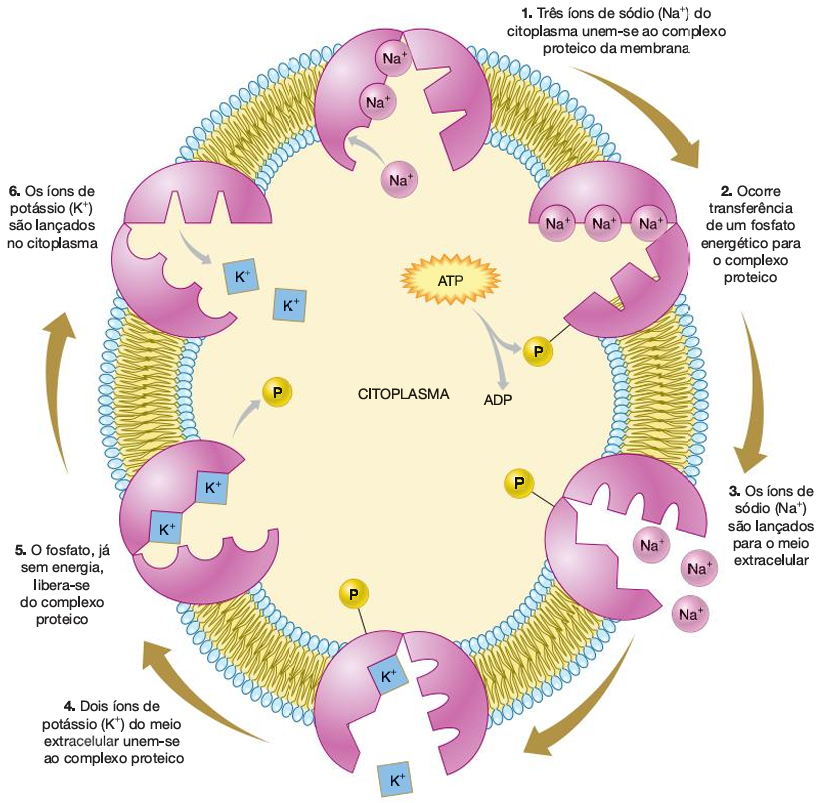 1. Três íons de sódio (Na⁺) do
citoplasma unem-se ao complexo
proteico da membrana
Na⁺
Na⁺
Na⁺
2. Ocorre
transferência
de um fosfato
energético para
o complexo
proteico
Na⁺ Na⁺ Na⁺
ATP
P
ADP
CITOPLASMA
3. Os íons de
sódio (Na⁺)
são lançados
para o meio
extracelular
P
Na⁺
Na⁺
Na⁺
4. Dois íons de
potássio (K⁺) do meio
extracelular unem-se
ao complexo proteico
P
K⁺
K⁺
5. O fosfato, já
sem energia,
libera-se
do complexo
proteico
P
K⁺
K⁺
6. Os íons de
potássio (K⁺)
são lançados
no citoplasma
K⁺
K⁺